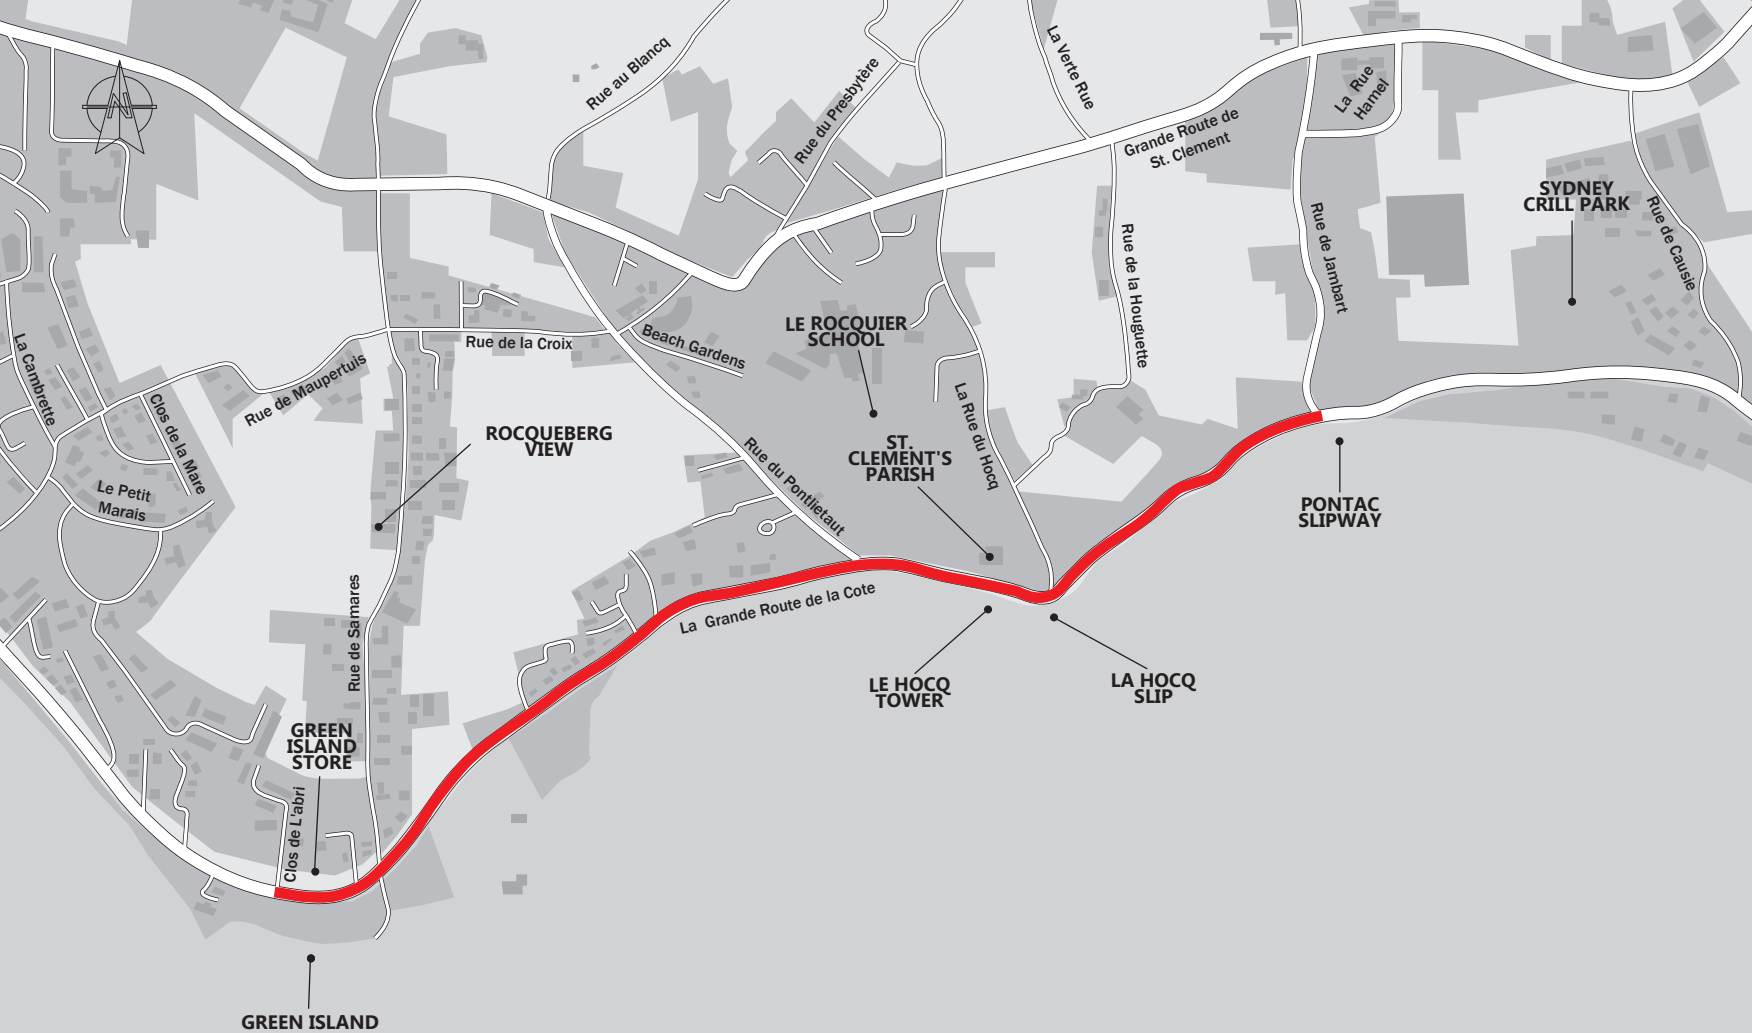 N
Rue au Blancq
Rue du Presbytère
La Verte Rue
Grande Route de
St. Clement
La Rue
Hamel
SYDNEY
CRILL PARK
Rue de Causie
Rue de Jambart
Rue de la Houguette
LE ROCQUIER
SCHOOL
Beach Gardens
Rue de la Croix
Rue de Maupertuis
La Cambrette
Clos de la Mare
Le Petit
Marais
ROCQUEBERG
VIEW
Rue du Pontlietaut
ST.
CLEMENT'S
PARISH
La Rue du Hocq
PONTAC
SLIPWAY
Rue de Samares
La Grande Route de la Cote
LE HOCQ
TOWER
LA HOCQ
SLIP
GREEN
ISLAND
STORE
Clos de L'abri
GREEN ISLAND